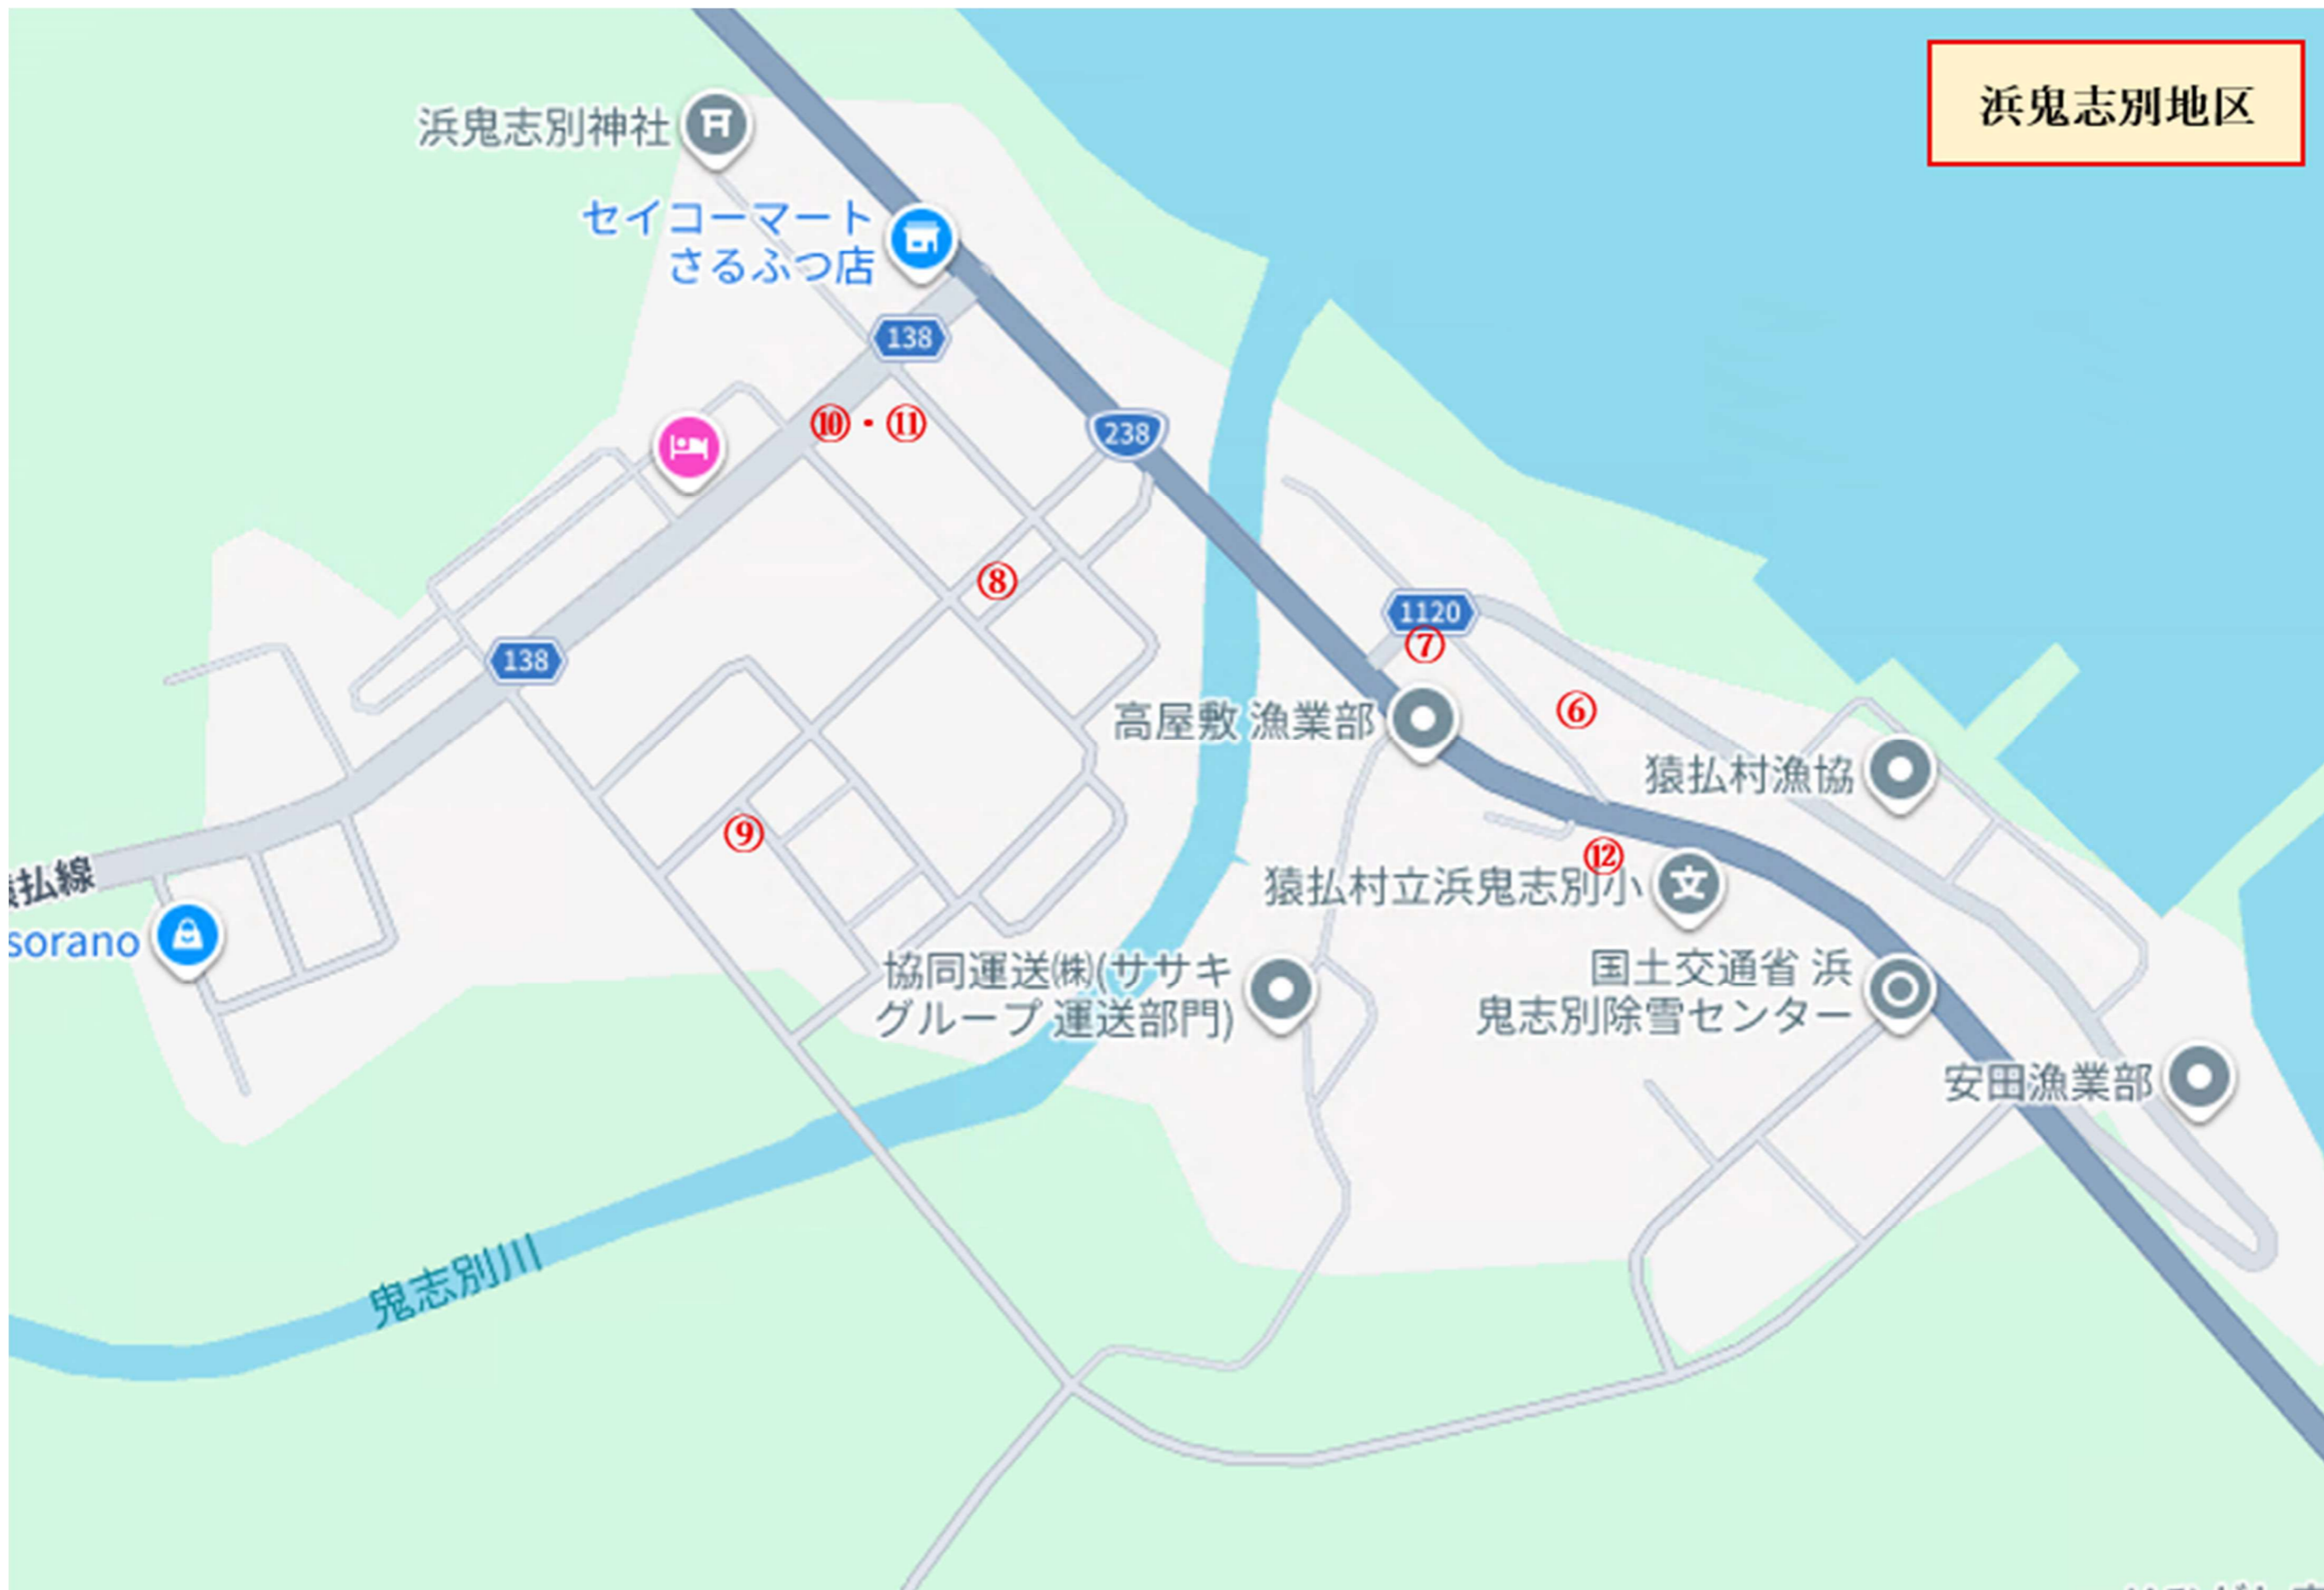 浜鬼志別地区
浜鬼志別神社
セイコーマート
さるふつ店
138
⑩・⑪
238
⑧
1120
⑦
138
⑥
高屋敷 漁業部
猿払村漁協
⑨
⑫
払線
猿払村立浜鬼志別小
文
sorano
協同運送㈱(ササキ
グループ 運送部門)
国土交通省 浜
鬼志別除雪センター
安田漁業部
鬼志別川